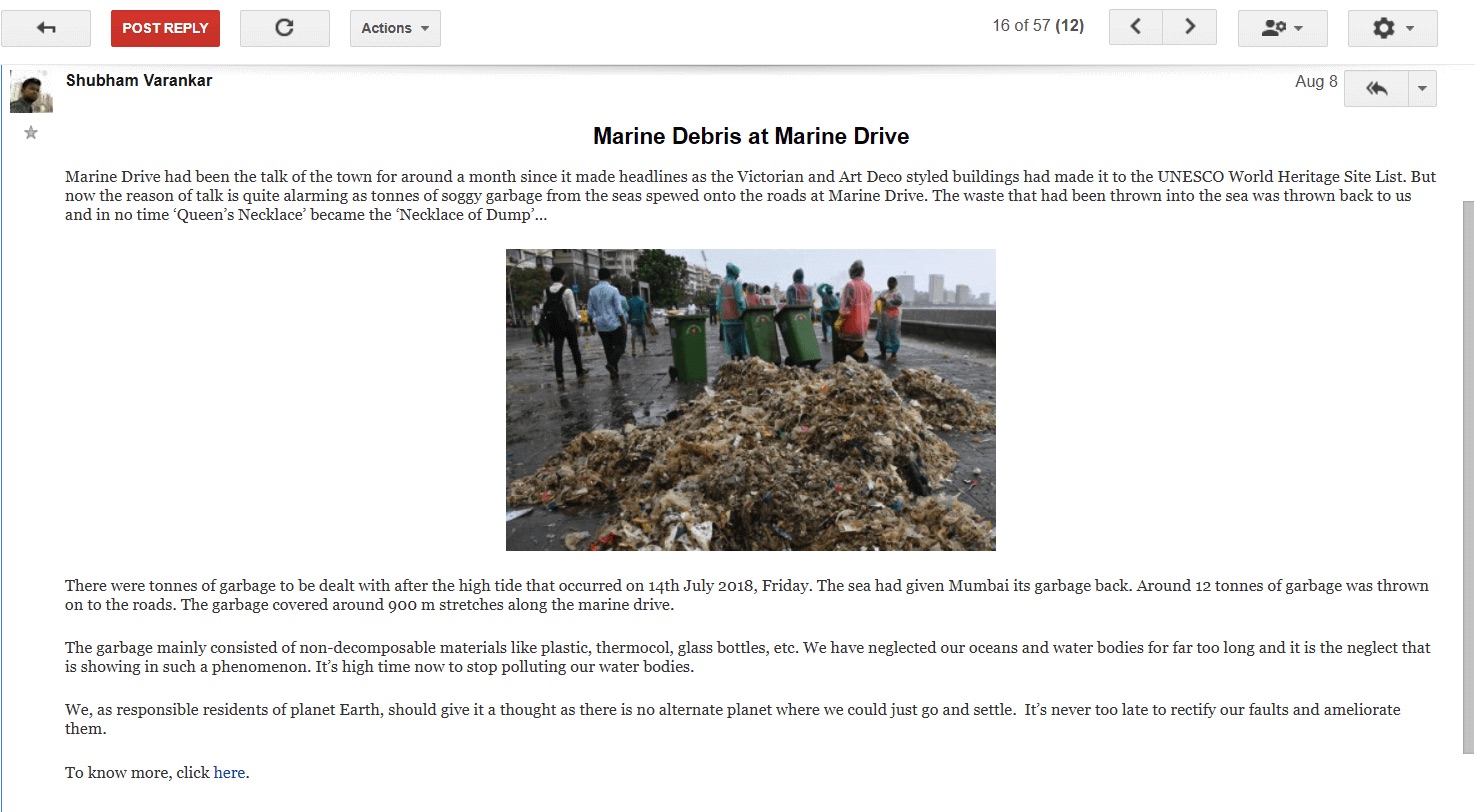 POST REPLY
Actions
16 of 57 (12)
Shubham Varankar
Aug 8
Marine Debris at Marine Drive
Marine Drive had been the talk of the town for around a month since it made headlines as the Victorian and Art Deco styled buildings had made it to the UNESCO World Heritage Site List. But
now the reason of talk is quite alarming as tonnes of soggy garbage from the seas spewed onto the roads at Marine Drive. The waste that had been thrown into the sea was thrown back to us
and in no time ‘Queen’s Necklace’ became the ‘Necklace of Dump’...
There were tonnes of garbage to be dealt with after the high tide that occurred on 14th July 2018, Friday. The sea had given Mumbai its garbage back. Around 12 tonnes of garbage was thrown
on to the roads. The garbage covered around 900 m stretches along the marine drive.
The garbage mainly consisted of non-decomposable materials like plastic, thermocol, glass bottles, etc. We have neglected our oceans and water bodies for far too long and it is the neglect that
is showing in such a phenomenon. It’s high time now to stop polluting our water bodies.
We, as responsible residents of planet Earth, should give it a thought as there is no alternate planet where we could just go and settle.  It’s never too late to rectify our faults and ameliorate
them.
To know more, click here.